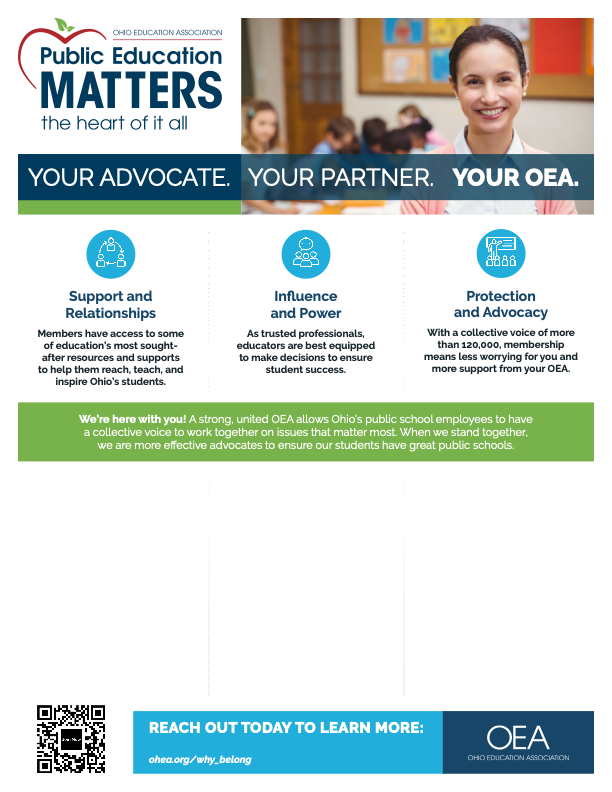 OHIO EDUCATION ASSOCIATION
Public Education
MATTERS
the heart of it all
YOUR ADVOCATE. YOUR PARTNER. YOUR OEA.
Support and
Relationships
Members have access to some
of education's most sought-
after resources and supports
to help them reach, teach, and
inspire Ohio's students.
Influence
and Power
As trusted professionals,
educators are best equipped
to make decisions to ensure
student success.
Protection
and Advocacy
With a collective voice of more
than 120,000, membership
means less worrying for you and
more support from your OEA.
We're here with you! A strong, united OEA allows Ohio's public school employees to have
a collective voice to work together on issues that matter most. When we stand together,
we are more effective advocates to ensure our students have great public schools.
REACH OUT TODAY TO LEARN MORE:
ohea.org/why_belong
OEA
OHIO EDUCATION ASSOCIATION